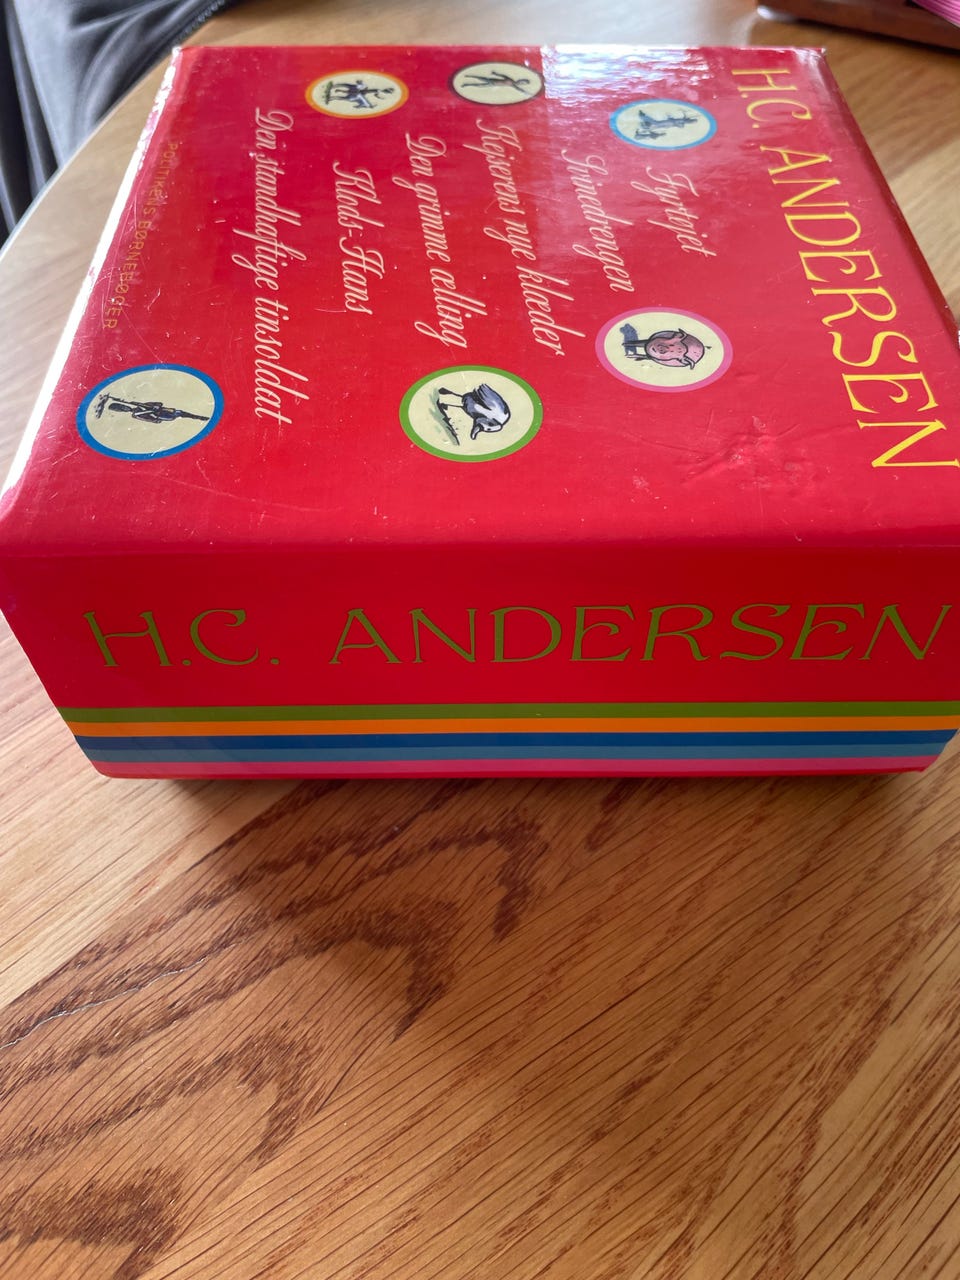 H.C. ANDERSEN
Fyrtøjet
Svinedrengen
Kejserens nye klæder
Den grimme ælling
Klods-Hans
Den standhaftige tinsoldat
POLITIKENS BØRNEBØGER
H.C. ANDERSEN